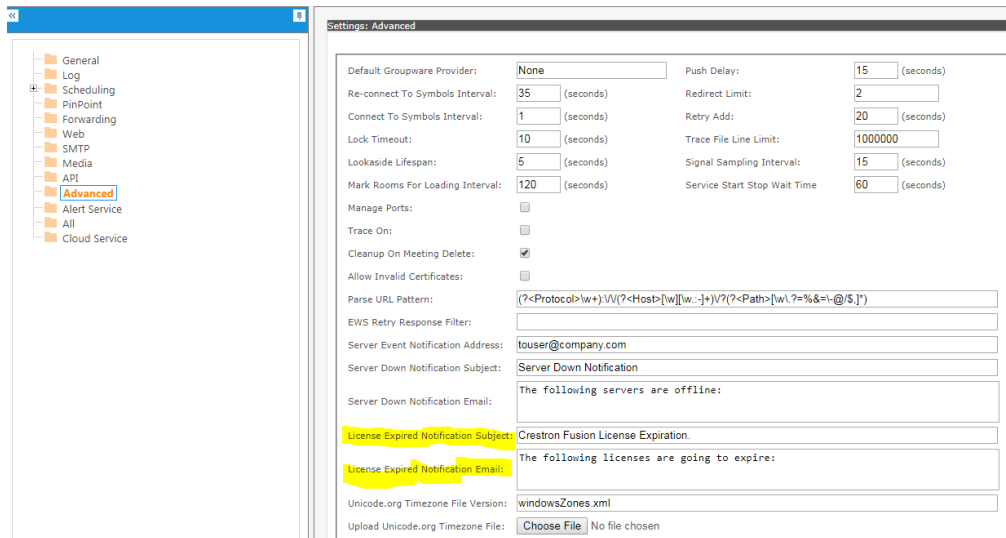 «
General
Log
Scheduling
PinPoint
Forwarding
Web
SMTP
Media
API
Advanced
Alert Service
All
Cloud Service
Settings: Advanced
Default Groupware Provider: None Push Delay: 15 (seconds)
Re-connect To Symbols Interval: 35 (seconds) Redirect Limit: 2
Connect To Symbols Interval: 1 (seconds) Retry Add: 20 (seconds)
Lock Timeout: 10 (seconds) Trace File Line Limit: 1000000
Lookaside Lifespan: 5 (seconds) Signal Sampling Interval: 15 (seconds)
Mark Rooms For Loading Interval: 120 (seconds) Service Start Stop Wait Time 60 (seconds)
Manage Ports:
Trace On:
Cleanup On Meeting Delete:
Allow Invalid Certificates:
Parse URL Pattern: (?<Protocol>\w+):\/\/(?<Host>[\w][\w.:-]+)\/?(?<Path>[\w\.?=%&=\-@/$,]*)
EWS Retry Response Filter:
Server Event Notification Address: touser@company.com
Server Down Notification Subject: Server Down Notification
Server Down Notification Email: The following servers are offline:
License Expired Notification Subject: Crestron Fusion License Expiration.
License Expired Notification Email: The following licenses are going to expire:
Unicode.org Timezone File Version: windowsZones.xml
Upload Unicode.org Timezone File: Choose File No file chosen